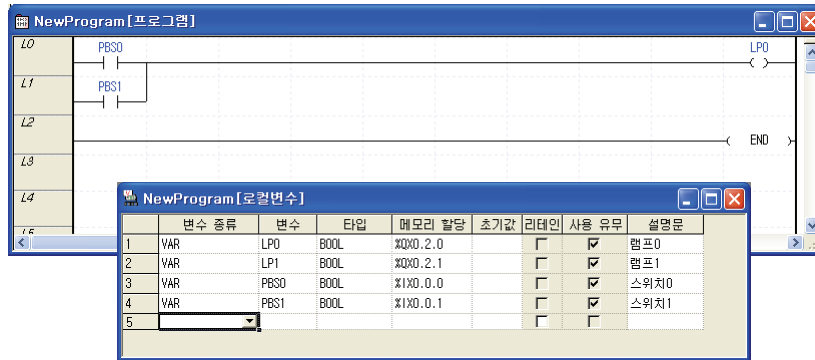 NewProgram[프로그램]
L0 PBS0 LP0
L1 PBS1
L2 END
L3
L4
L5
NewProgram[로컬변수]
변수 종류 변수 타입 메모리 할당 초기값 리테인 사용 유무 설명문
1 VAR LP0 BOOL %QX0.2.0 램프0
2 VAR LP1 BOOL %QX0.2.1 램프1
3 VAR PBS0 BOOL %IX0.0.0 스위치0
4 VAR PBS1 BOOL %IX0.0.1 스위치1
5